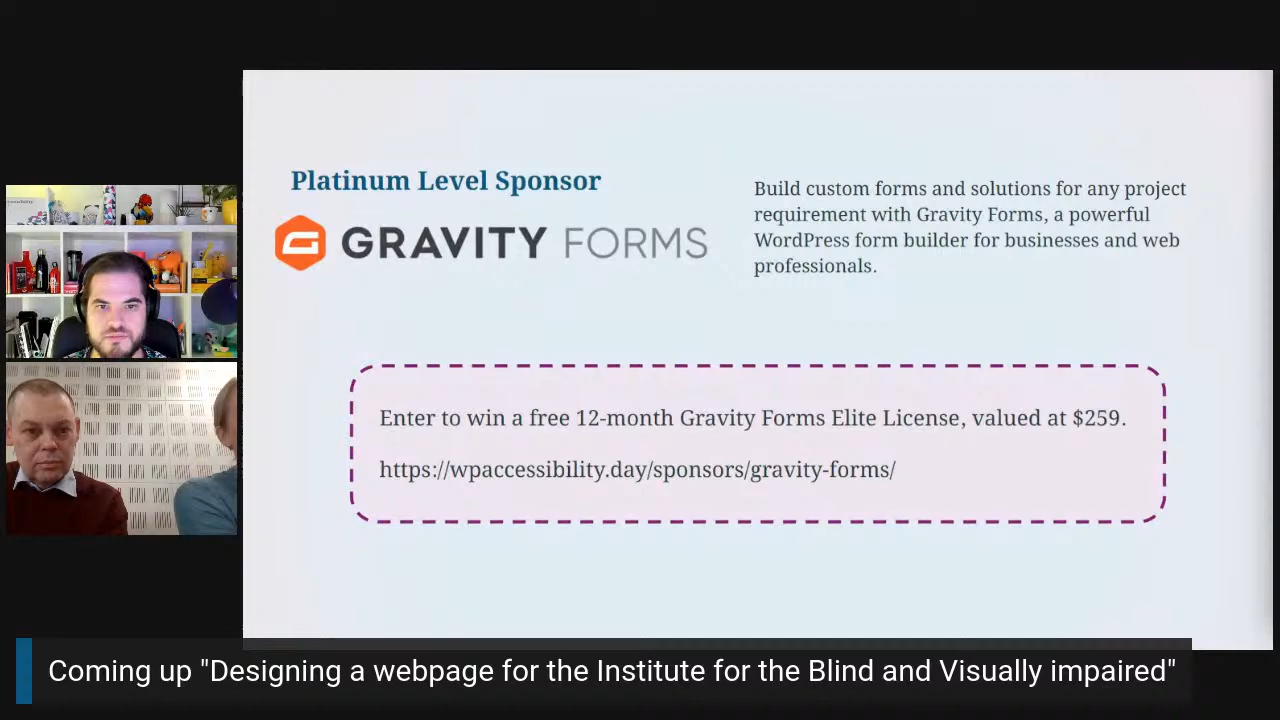 Platinum Level Sponsor
GRAVITY FORMS
Build custom forms and solutions for any project
requirement with Gravity Forms, a powerful
WordPress form builder for businesses and web
professionals.
Enter to win a free 12-month Gravity Forms Elite License, valued at $259.
https://wpaccessibility.day/sponsors/gravity-forms/
Coming up "Designing a webpage for the Institute for the Blind and Visually impaired"